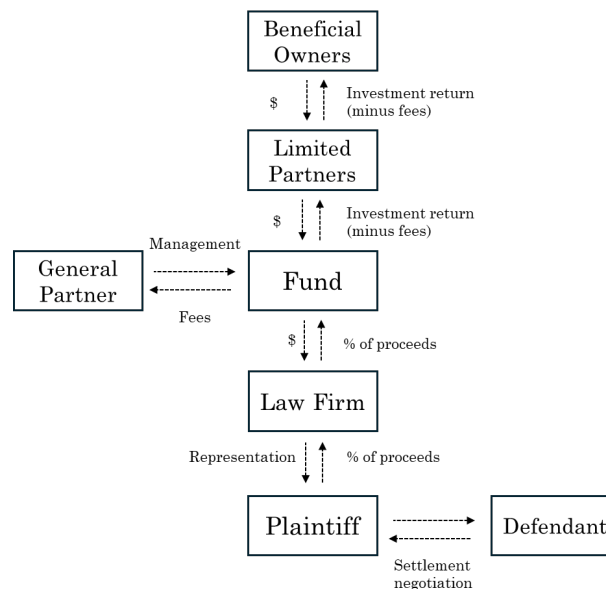 Beneficial
Owners
$
Investment return
(minus fees)
Limited
Partners
$
Investment return
(minus fees)
Management
General
Partner
Fund
Fees
$
% of proceeds
Law Firm
Representation
% of proceeds
Plaintiff
Defendant
Settlement
negotiation